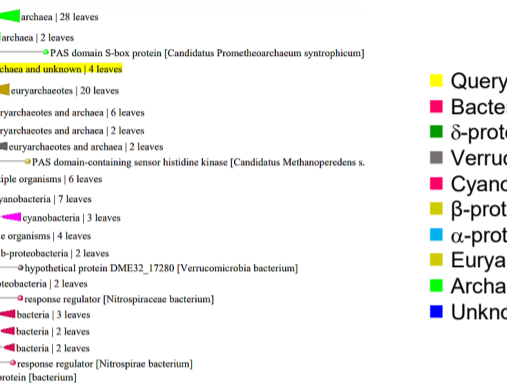 archaea | 28 leaves
archaea | 2 leaves
PAS domain S-box protein [Candidatus Prometheoarchaeum syntrophicum]
chaea and unknown | 4 leaves
euryarchaeotes | 20 leaves
ryarchaeotes and archaea | 6 leaves
ryarchaeotes and archaea | 2 leaves
euryarchaeotes and archaea | 2 leaves
PAS domain-containing sensor histidine kinase [Candidatus Methanoperedens s.
iple organisms | 6 leaves
yanobacteria | 7 leaves
cyanobacteria | 3 leaves
e organisms | 4 leaves
b-proteobacteria | 2 leaves
hypothetical protein DME32_17280 [Verrucomicrobia bacterium]
oteobacteria | 2 leaves
response regulator [Nitrospiraceae bacterium]
bacteria | 3 leaves
bacteria | 2 leaves
bacteria | 2 leaves
response regulator [Nitrospirae bacterium]
rotein [bacterium]
Query
Bacte
δ-prot
Verruc
Cyano
β-prot
α-prot
Eurya
Archa
Unkno